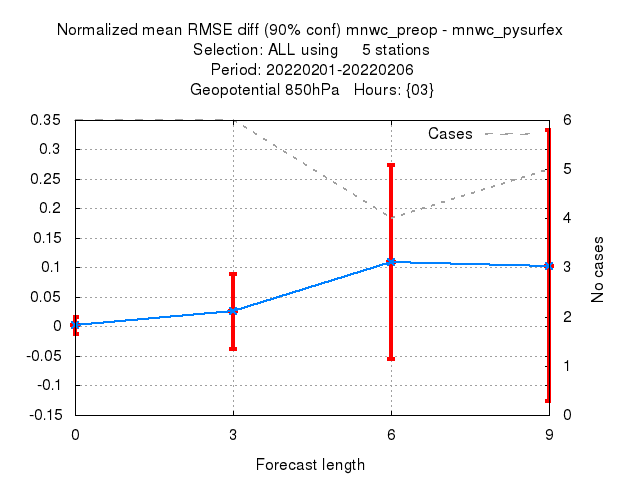 Normalized mean RMSE diff (90% conf) mnwc_preop - mnwc_pysurfex
Selection: ALL using 5 stations
Period: 20220201-20220206
Geopotential 850hPa Hours: {03}
Cases
0.35
0.3
0.25
0.2
0.15
0.1
0.05
0
-0.05
-0.1
-0.15
6
5
4
3
2
1
0
No cases
0 3 6 9
Forecast length